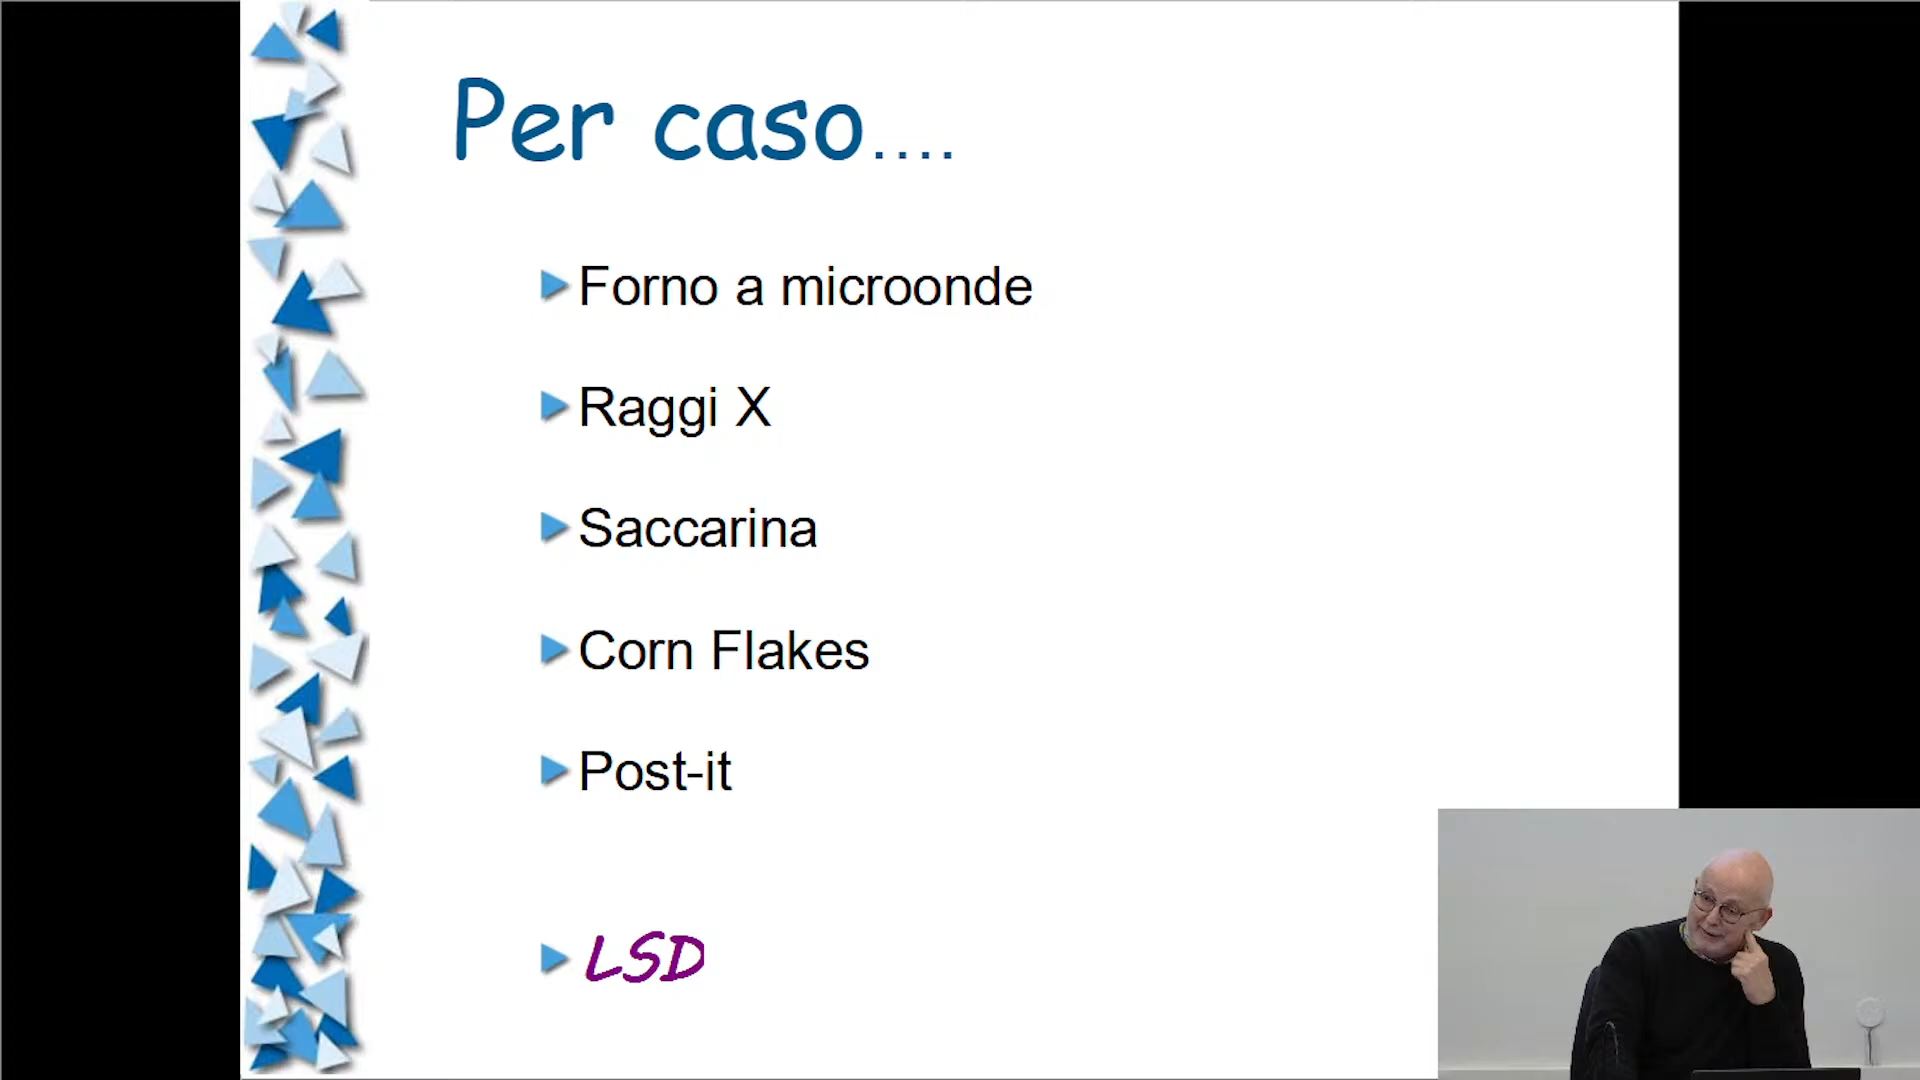 Per caso....
Forno a microonde
Raggi X
Saccarina
Corn Flakes
Post-it
LSD